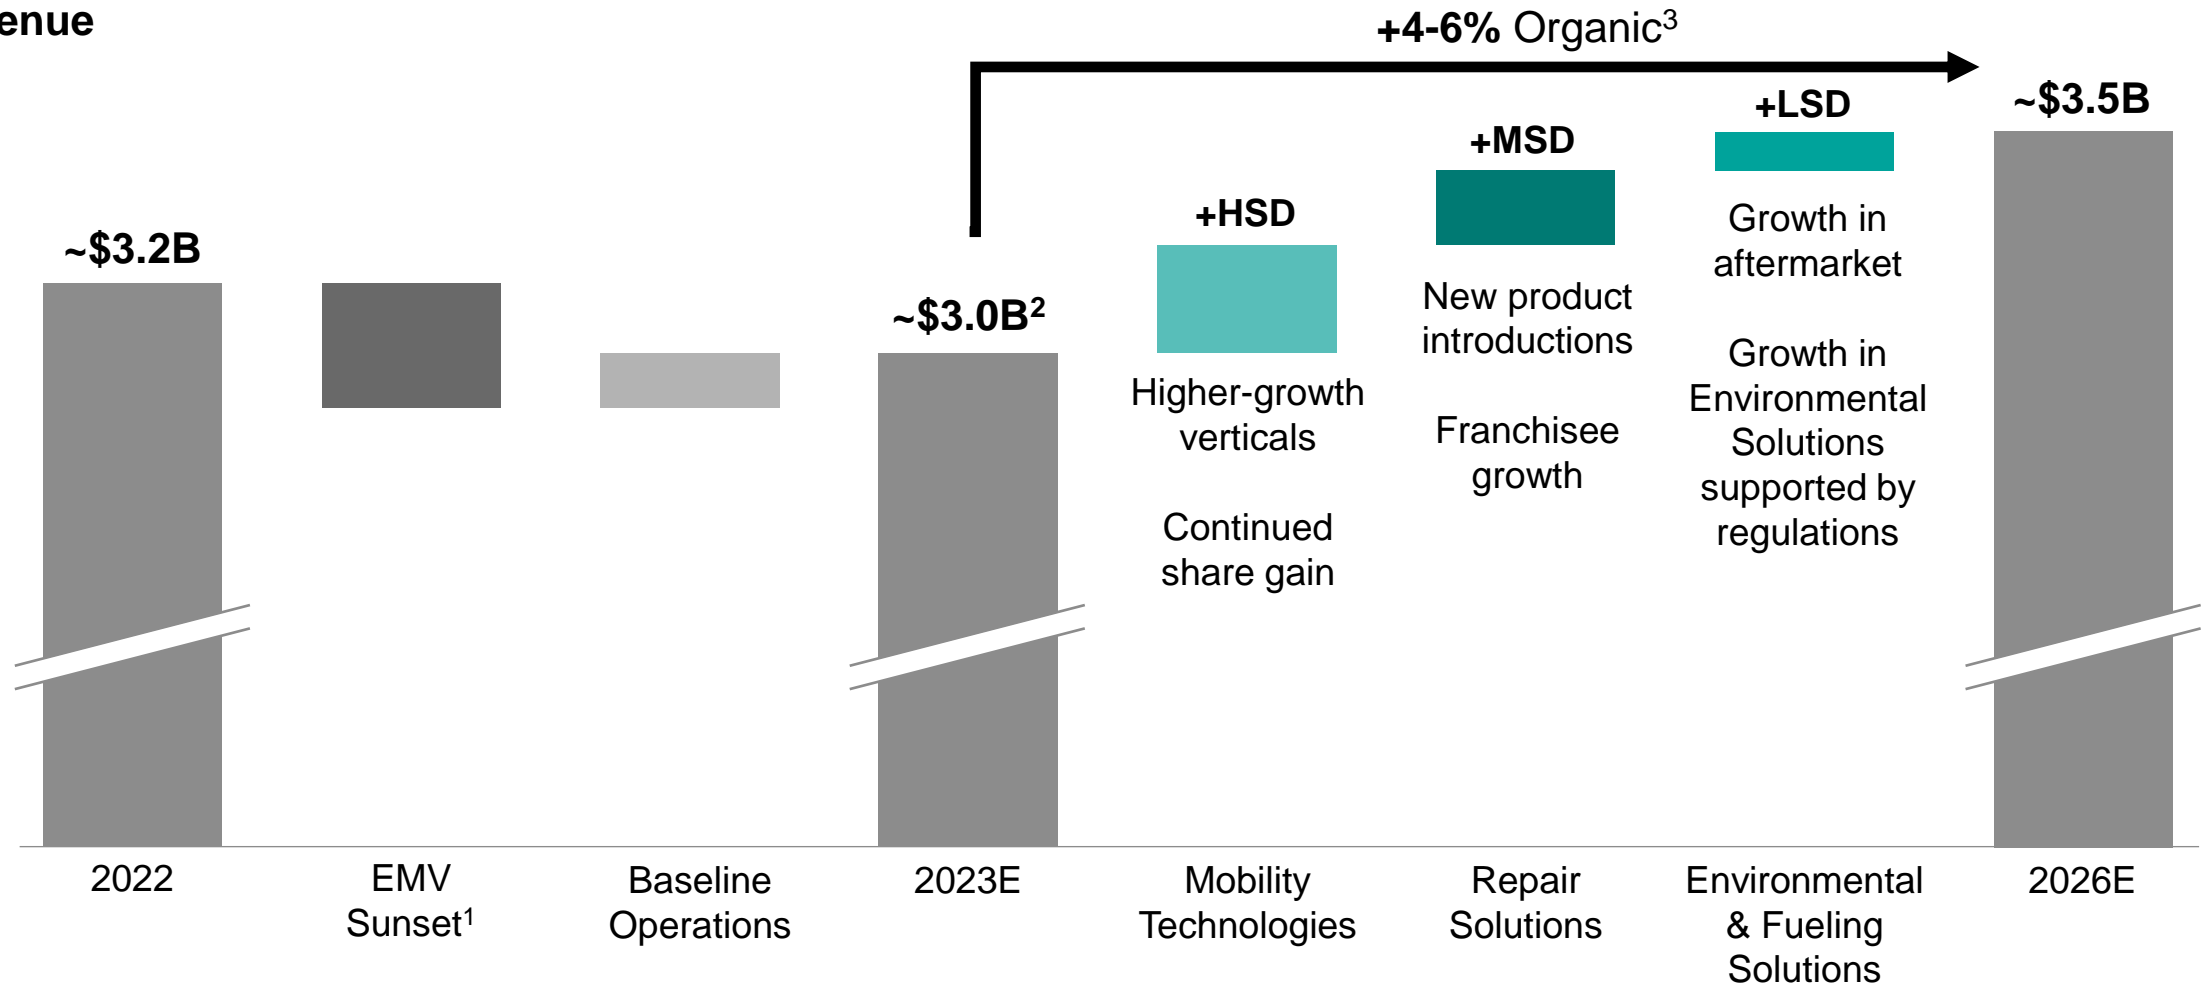 enue
+4-6% Organic³
~$3.2B
~$3.0B²
+HSD
+MSD
+LSD
~$3.5B
Higher-growth
verticals
Continued
share gain
New product
introductions
Franchisee
growth
Growth in
aftermarket
Growth in
Environmental
Solutions
supported by
regulations
2022
EMV
Sunset¹
Baseline
Operations
2023E
Mobility
Technologies
Repair
Solutions
Environmental
& Fueling
Solutions
2026E